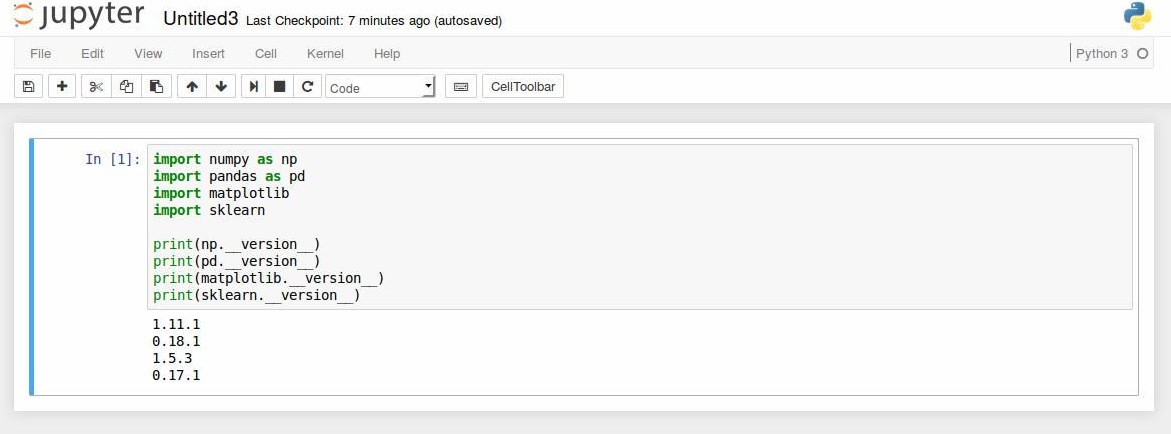 jupyter Untitled3 Last Checkpoint: 7 minutes ago (autosaved)
File Edit View Insert Cell Kernel Help Python 3
Code CellToolbar
In [1]: import numpy as np
import pandas as pd
import matplotlib
import sklearn
print(np.__version__)
print(pd.__version__)
print(matplotlib.__version__)
print(sklearn.__version__)
1.11.1
0.18.1
1.5.3
0.17.1